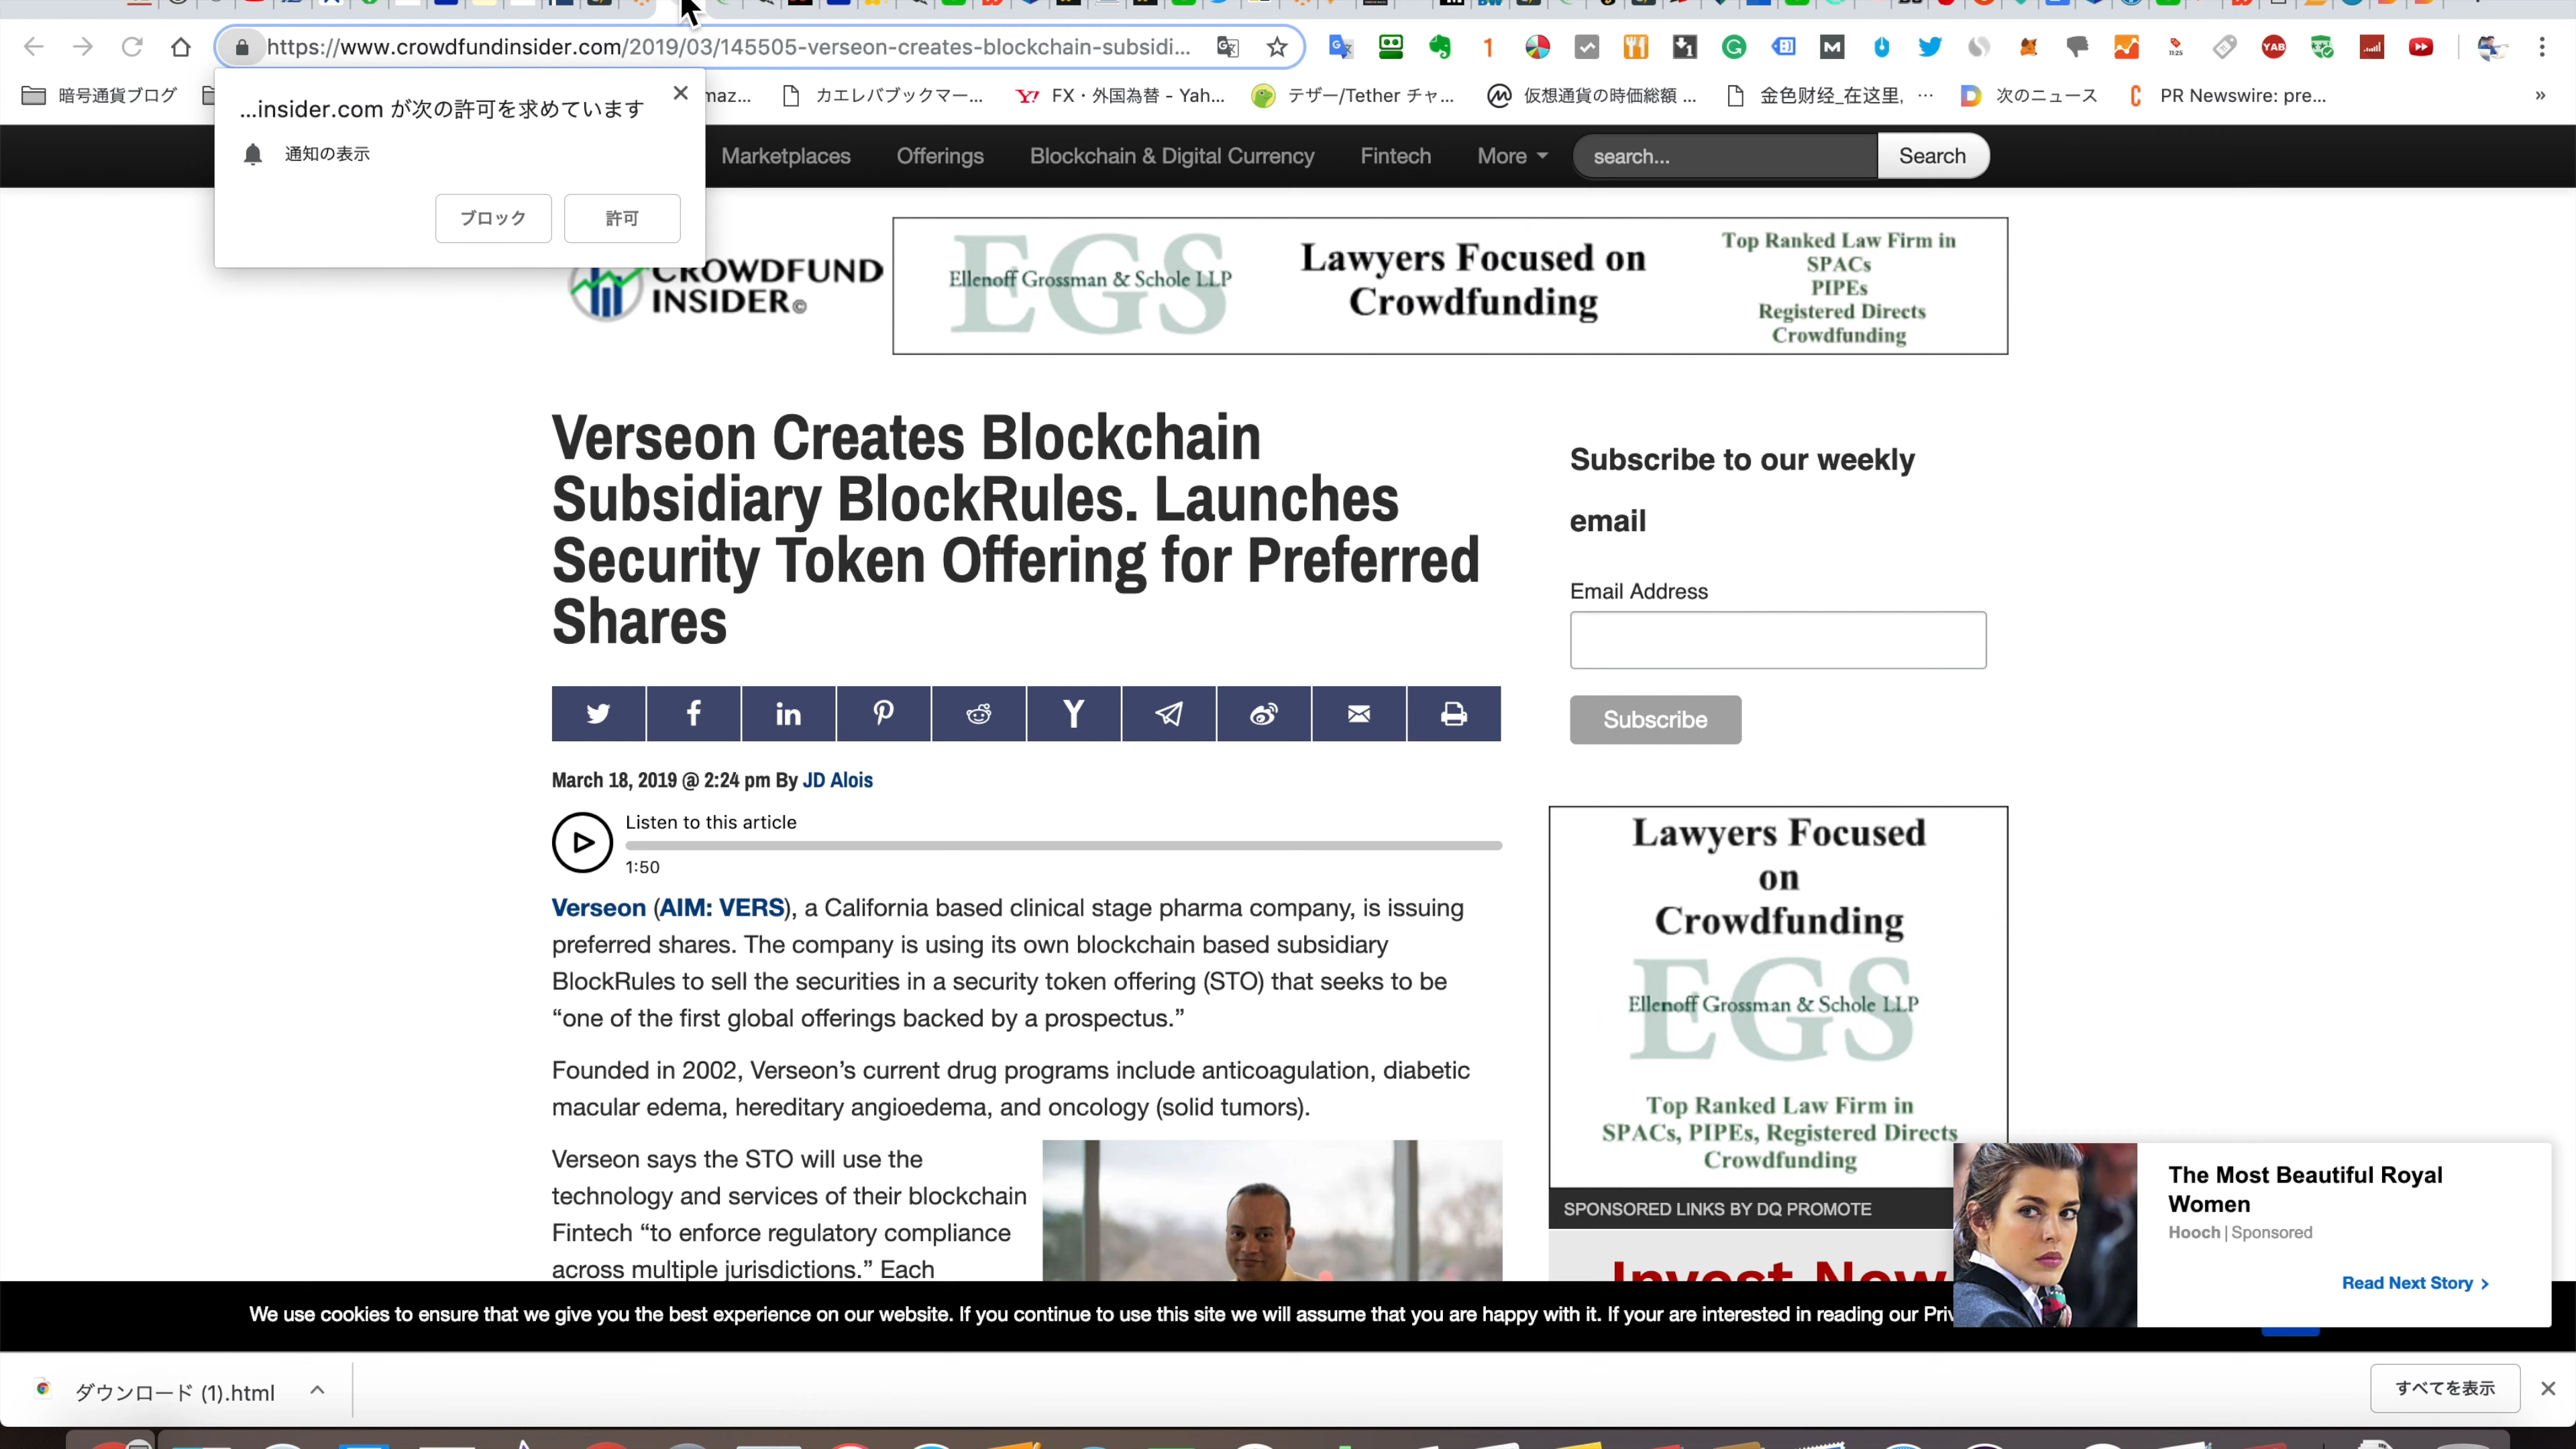 https://www.crowdfundinsider.com/2019/03/145505-verseon-creates-blockchain-subsidi...
1
11:25
YAB
暗号通貨ブログ
maz...
カエレバブックマー...
FX・外国為替 - Yah...
テザー/Tether チャ...
仮想通貨の時価総額 ...
金色财经_在这里, ...
次のニュース
PR Newswire: pre...
»
...insider.com が次の許可を求めています
通知の表示
ブロック
許可
Marketplaces
Offerings
Blockchain & Digital Currency
Fintech
More
search...
Search
CROWDFUND
INSIDER©
EGS
Ellenoff Grossman & Schole LLP
Lawyers Focused on
Crowdfunding
Top Ranked Law Firm in
SPACs
PIPEs
Registered Directs
Crowdfunding
Verseon Creates Blockchain
Subsidiary BlockRules. Launches
Security Token Offering for Preferred
Shares
March 18, 2019 @ 2:24 pm By JD Alois
Listen to this article
1:50
Verseon (AIM: VERS), a California based clinical stage pharma company, is issuing
preferred shares. The company is using its own blockchain based subsidiary
BlockRules to sell the securities in a security token offering (STO) that seeks to be
“one of the first global offerings backed by a prospectus.”
Founded in 2002, Verseon’s current drug programs include anticoagulation, diabetic
macular edema, hereditary angioedema, and oncology (solid tumors).
Verseon says the STO will use the
technology and services of their blockchain
Fintech “to enforce regulatory compliance
across multiple jurisdictions.” Each
Subscribe to our weekly
email
Email Address
Subscribe
Lawyers Focused
on
Crowdfunding
EGS
Ellenoff Grossman & Schole LLP
Top Ranked Law Firm in
SPACs, PIPEs, Registered Directs
Crowdfunding
SPONSORED LINKS BY DQ PROMOTE
Invest Now
The Most Beautiful Royal
Women
Hooch | Sponsored
Read Next Story >
We use cookies to ensure that we give you the best experience on our website. If you continue to use this site we will assume that you are happy with it. If your are interested in reading our Priv
ダウンロード (1).html
すべてを表示